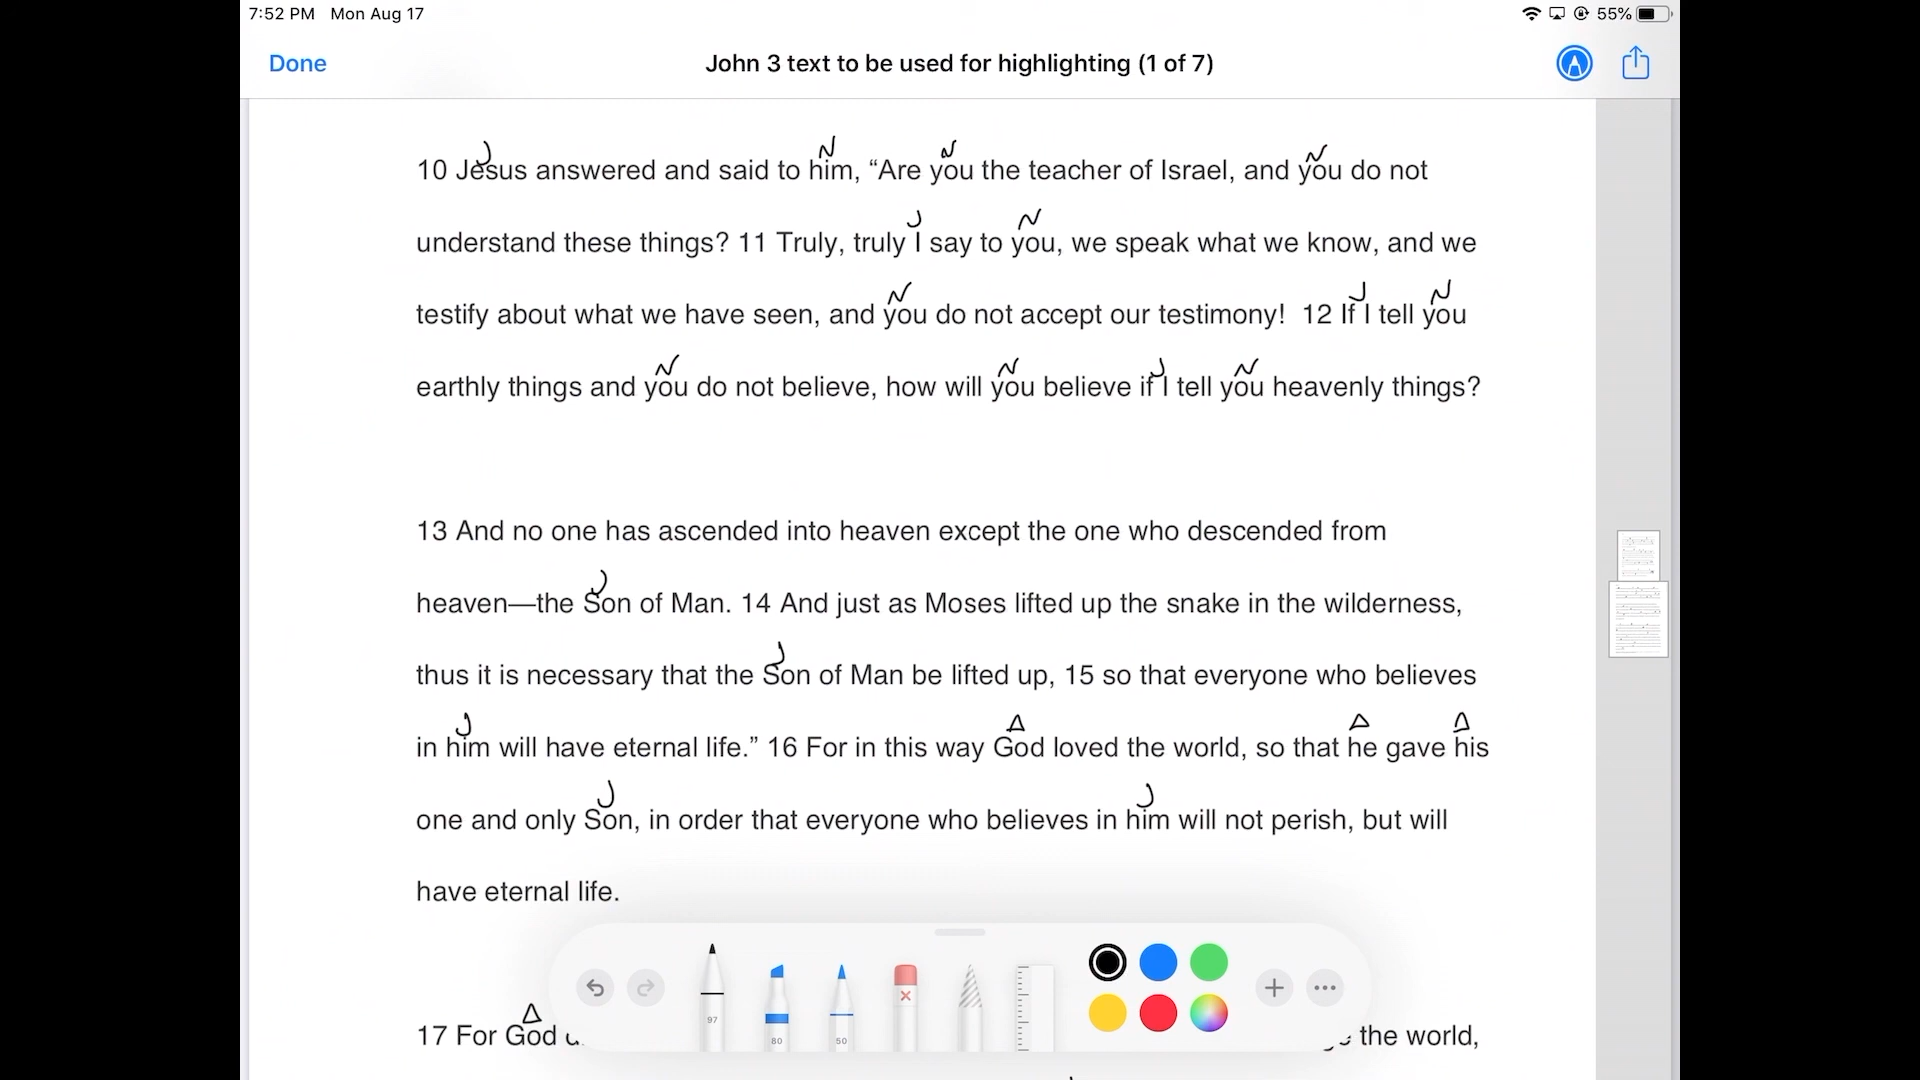 7:52 PM Mon Aug 17 55%
Done John 3 text to be used for highlighting (1 of 7)
J N N N
10 Jesus answered and said to him, “Are you the teacher of Israel, and you do not
J N
understand these things? 11 Truly, truly I say to you, we speak what we know, and we
N J N
testify about what we have seen, and you do not accept our testimony! 12 If I tell you
N N J N
earthly things and you do not believe, how will you believe if I tell you heavenly things?
13 And no one has ascended into heaven except the one who descended from
J
heaven—the Son of Man. 14 And just as Moses lifted up the snake in the wilderness,
J
thus it is necessary that the Son of Man be lifted up, 15 so that everyone who believes
J Δ Δ Δ
in him will have eternal life.” 16 For in this way God loved the world, so that he gave his
J J
one and only Son, in order that everyone who believes in him will not perish, but will
have eternal life.
97 80 50
Δ
17 For God the world,